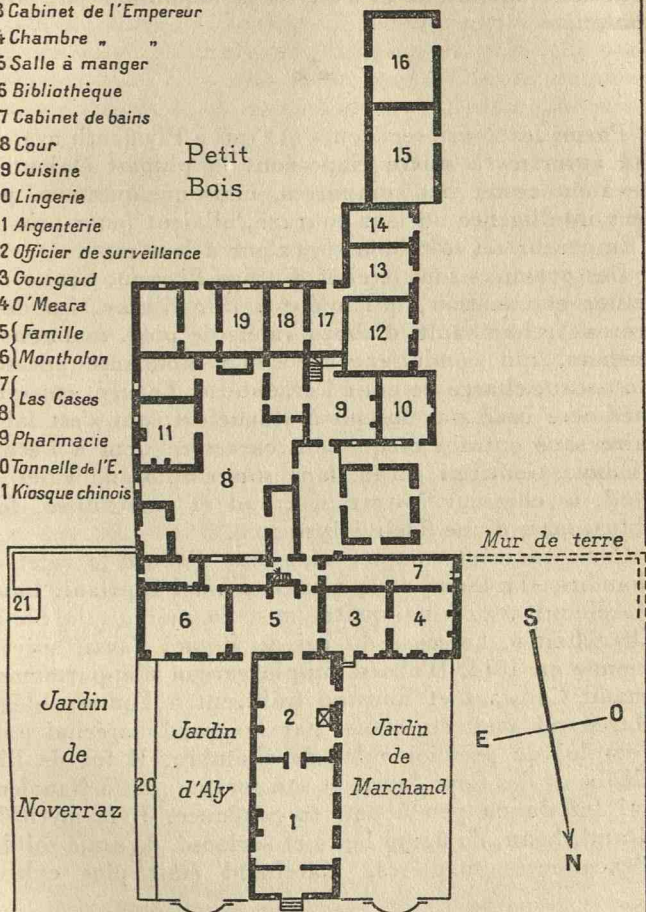 3 Cabinet de l'Empereur
4 Chambre „ „
5 Salle à manger
6 Bibliothèque
7 Cabinet de bains
8 Cour
9 Cuisine
0 Lingerie
1 Argenterie
2 Officier de surveillance
3 Gourgaud
4 O'Meara
5 { Famille
6 { Montholon
7 { Las Cases
8
9 Pharmacie
0 Tonnelle de l'E.
1 Kiosque chinois
Petit
Bois
16
15
14
13
12
19
18
17
9
10
11
8
Mur de terre
7
21
6
5
3
4
S
O
E
N
2
Jardin
de
Noverraz
Jardin
d'Aly
Jardin
de
Marchand
20
1